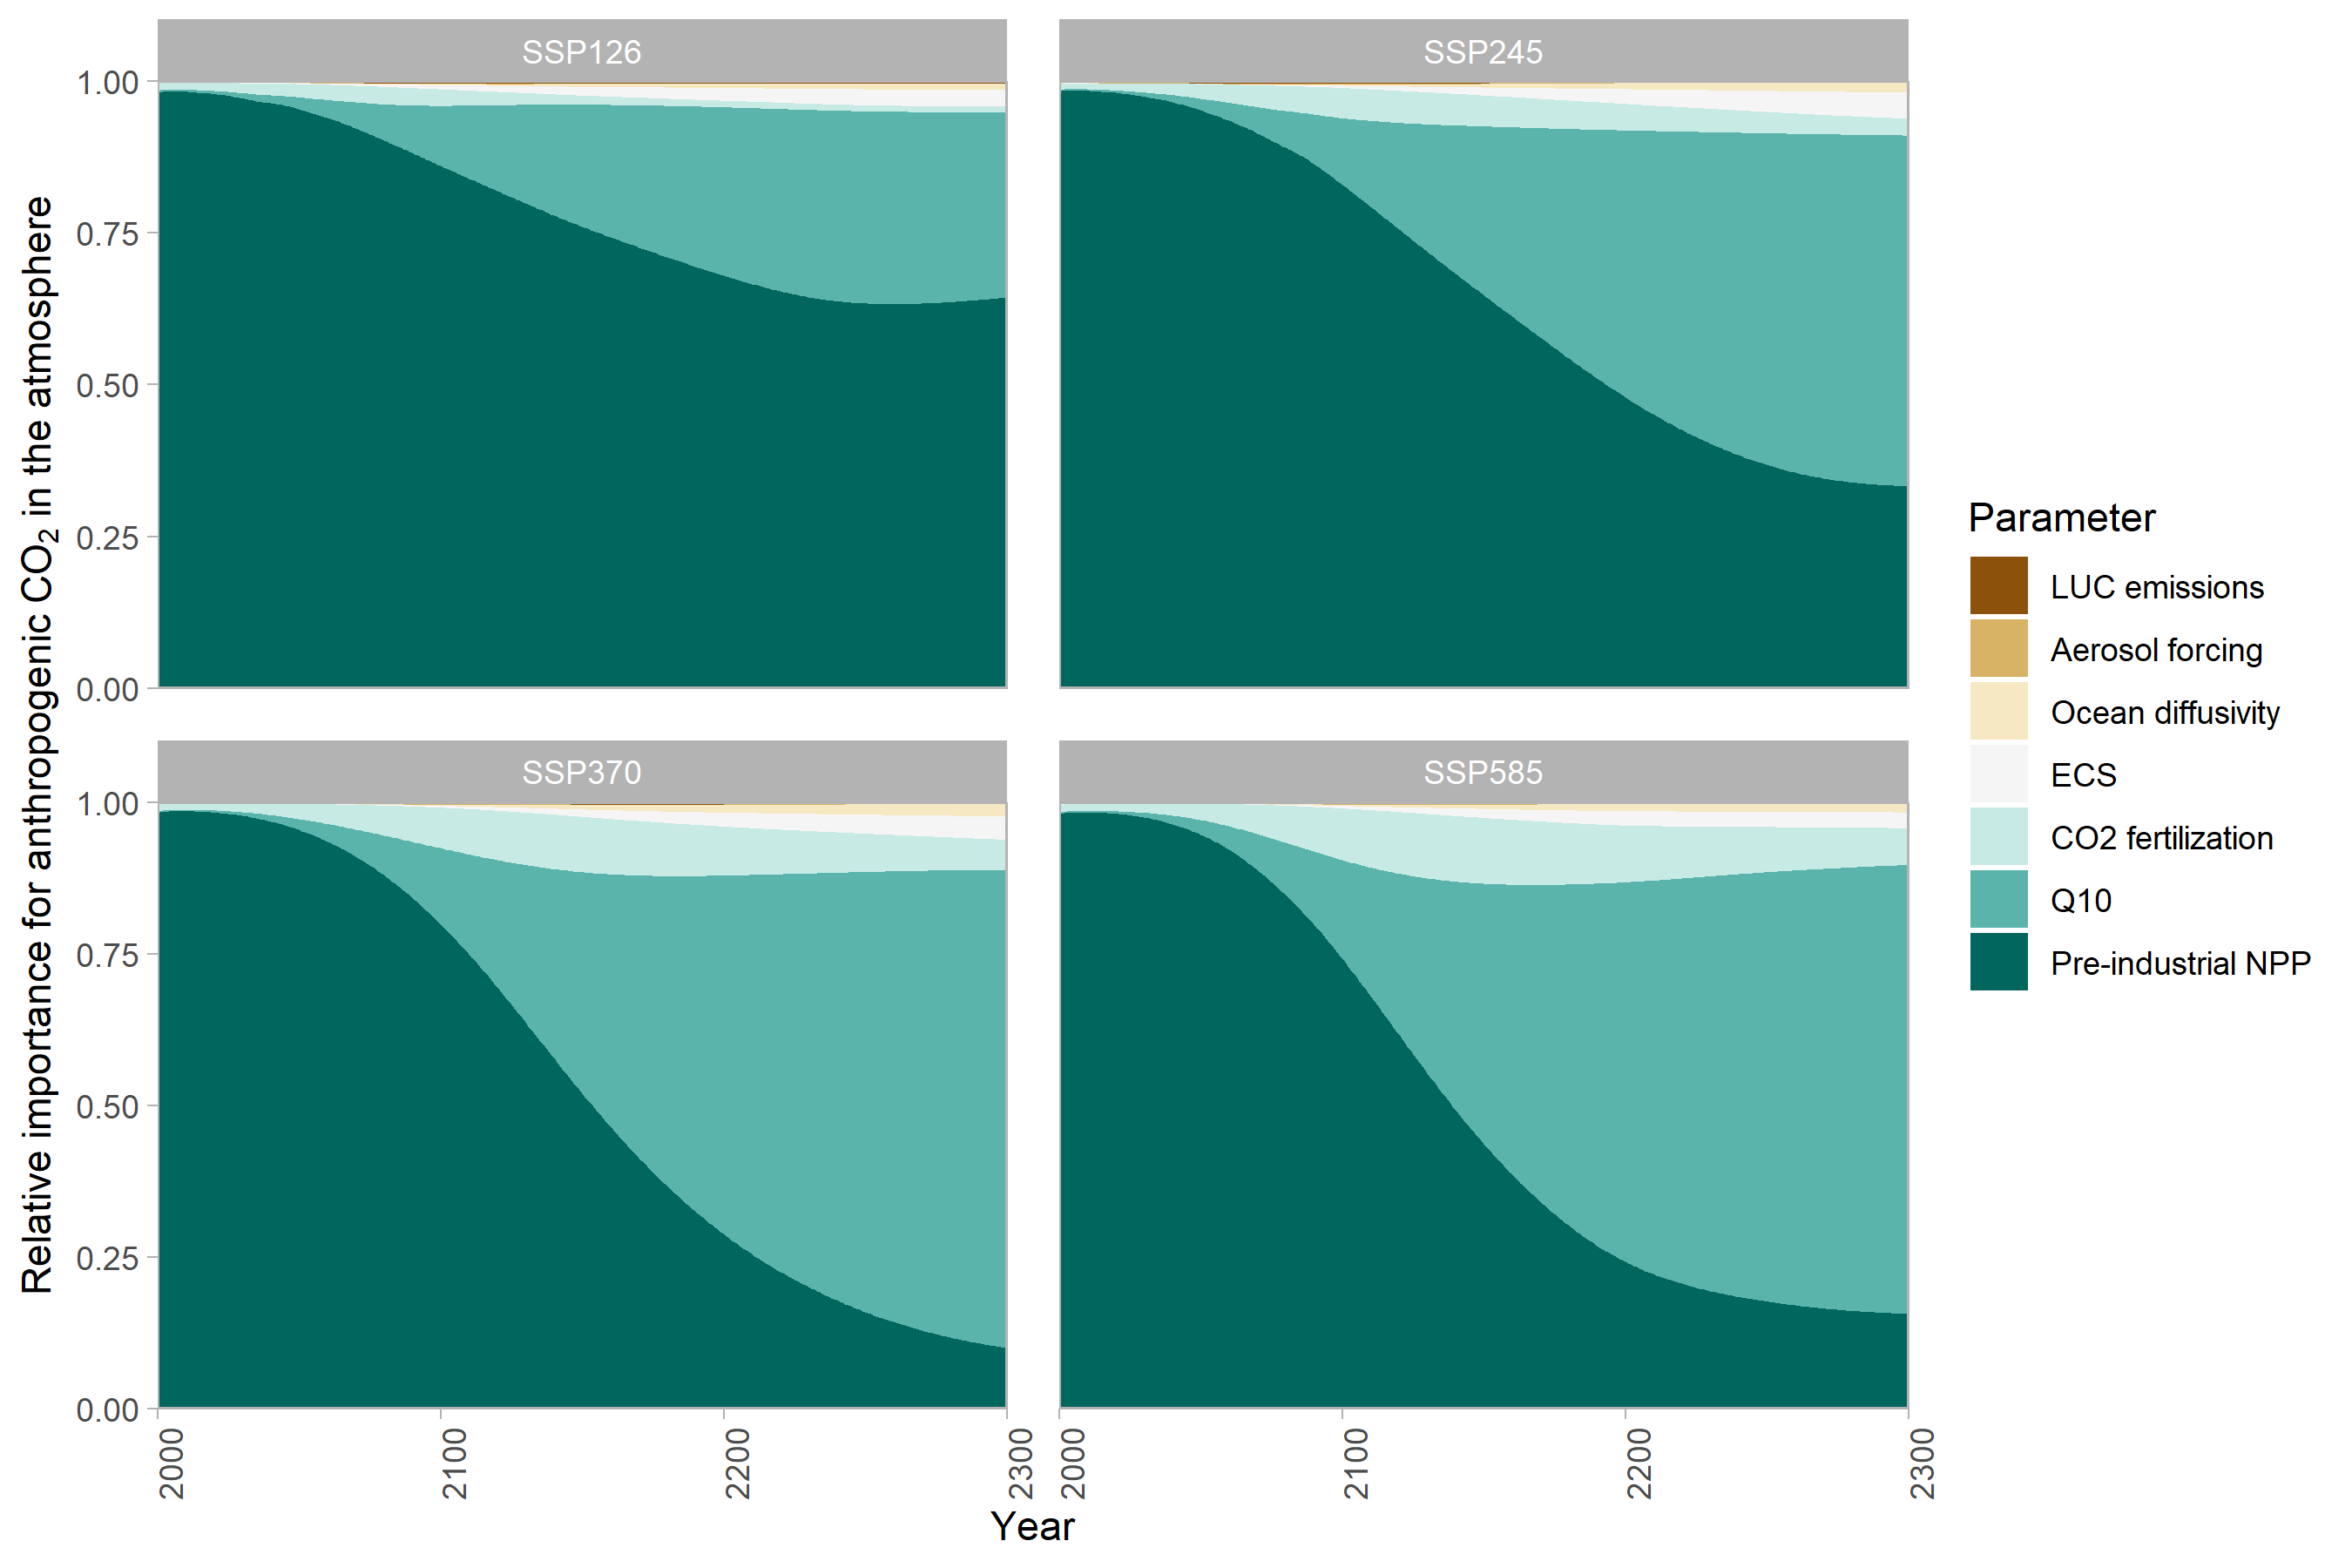 SSP126
SSP245
1.00
0.75
0.50
0.25
0.00
SSP370
SSP585
1.00
0.75
0.50
0.25
0.00
2000
2100
2200
2300
2000
2100
2200
2300
Year
Relative importance for anthropogenic CO₂ in the atmosphere
Parameter
LUC emissions
Aerosol forcing
Ocean diffusivity
ECS
CO2 fertilization
Q10
Pre-industrial NPP